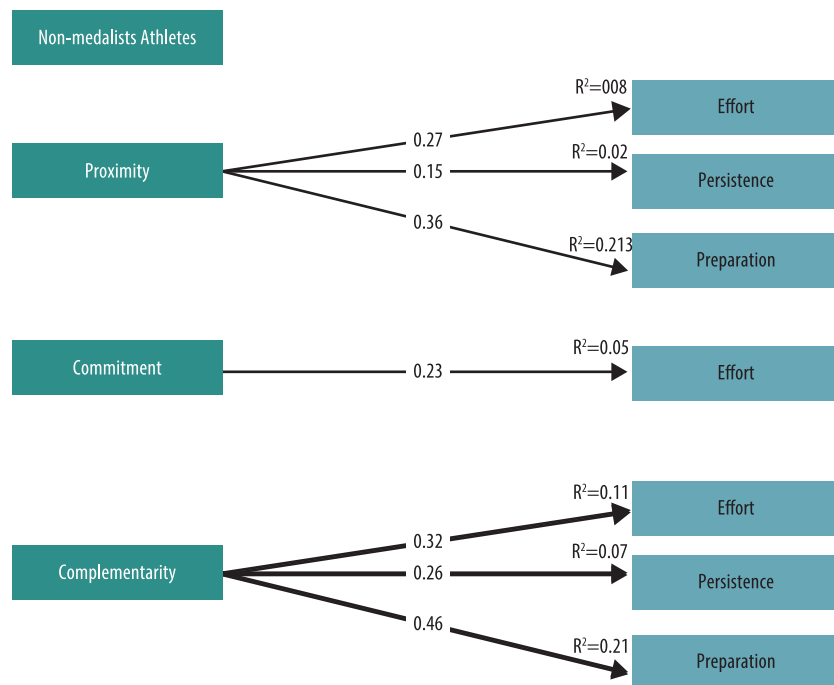 Non-medalists Athletes
R²=008
Effort
0.27
Proximity
R²=0.02
0.15
Persistence
0.36
R²=0.213
Preparation
Commitment
0.23
R²=0.05
Effort
R²=0.11
Effort
0.32
Complementarity
R²=0.07
0.26
Persistence
0.46
R²=0.21
Preparation